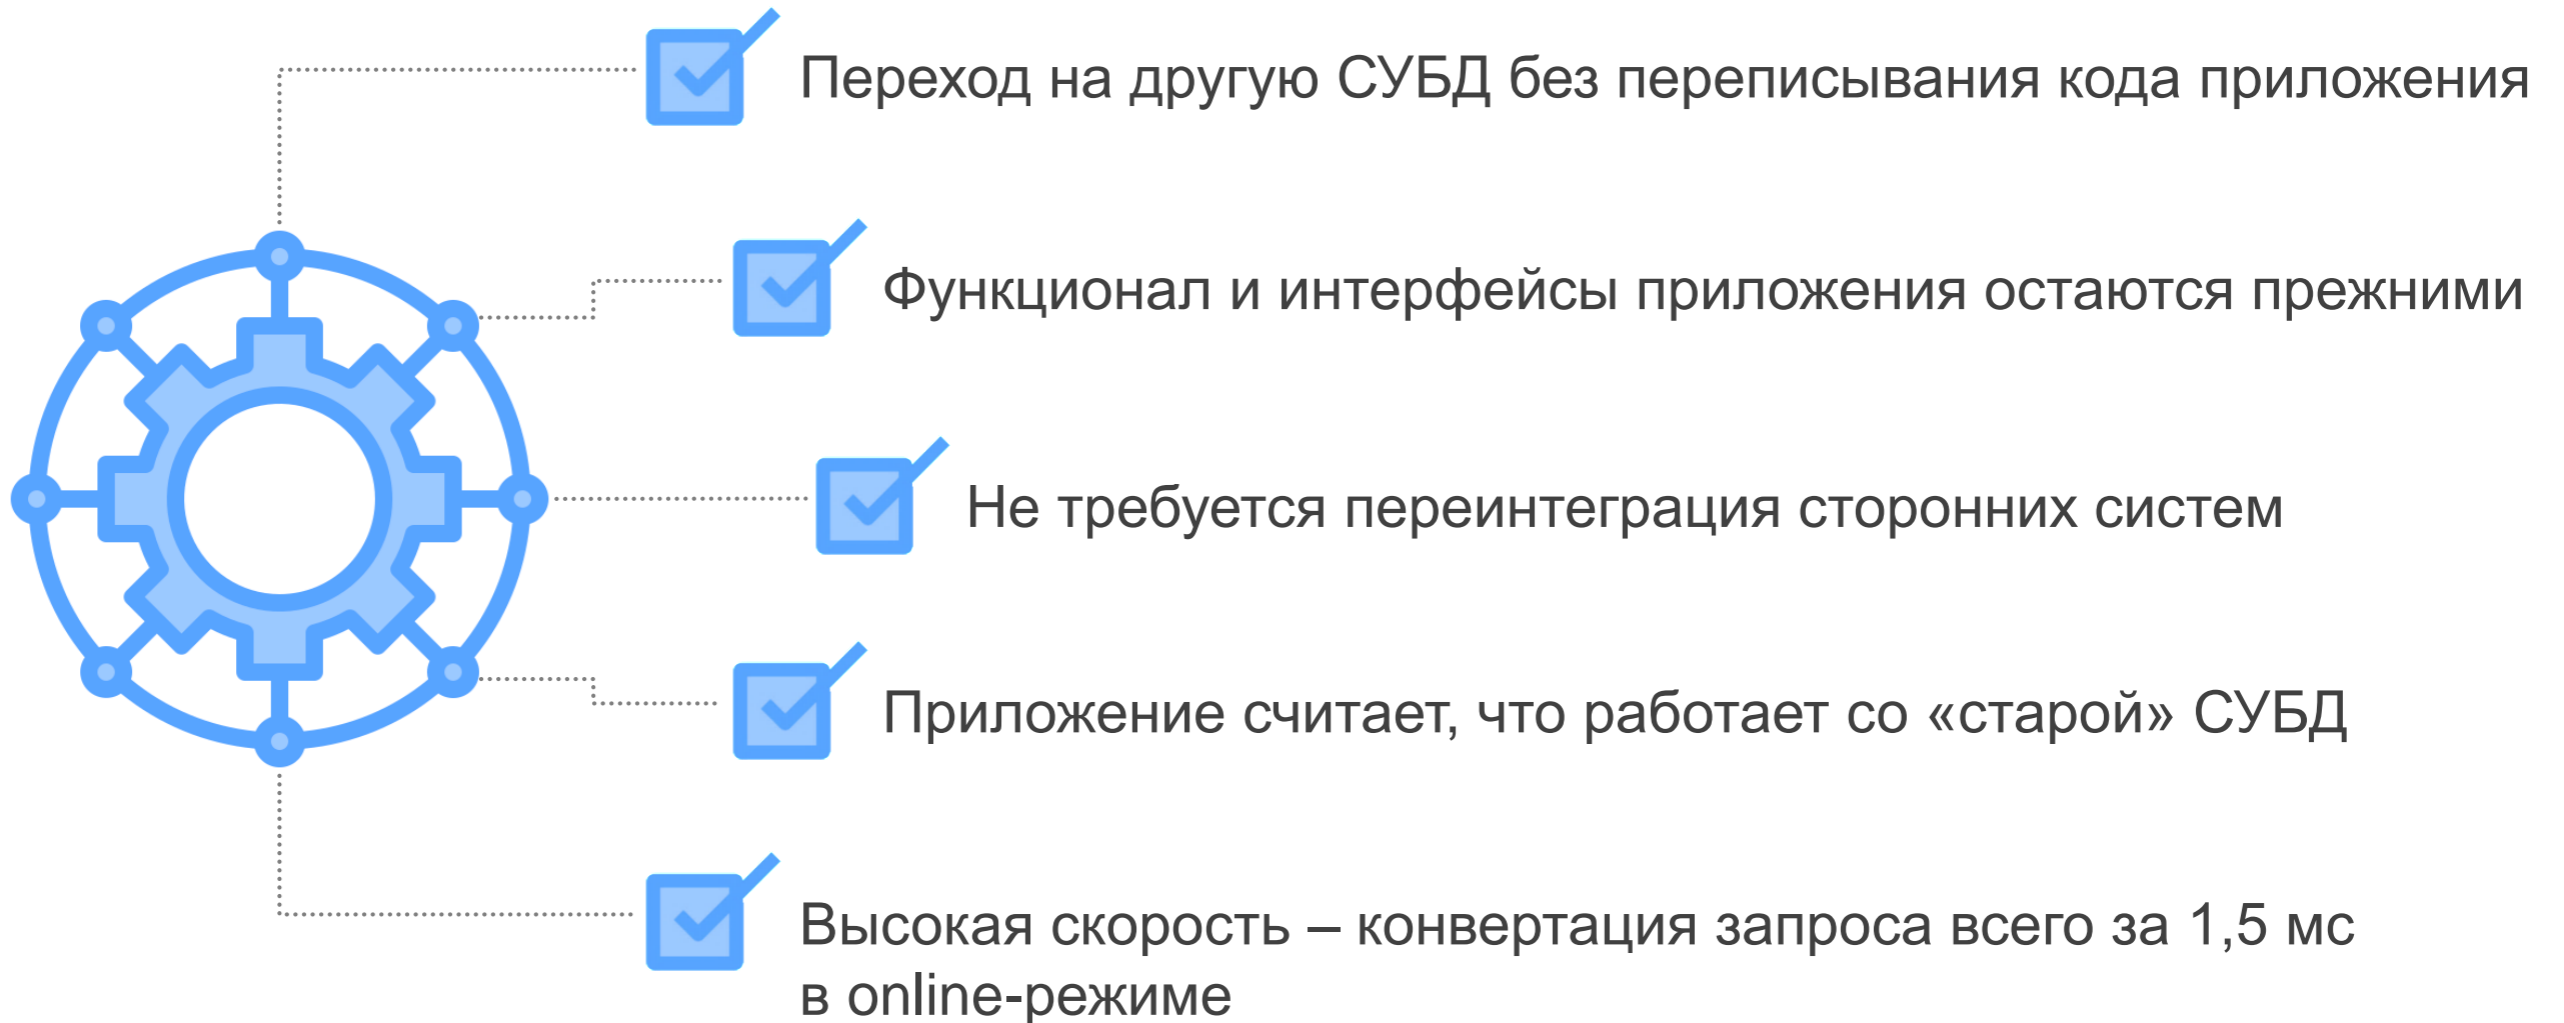 Переход на другую СУБД без переписывания кода приложения
Функционал и интерфейсы приложения остаются прежними
Не требуется переинтеграция сторонних систем
Приложение считает, что работает со «старой» СУБД
Высокая скорость – конвертация запроса всего за 1,5 мс
в online-режиме